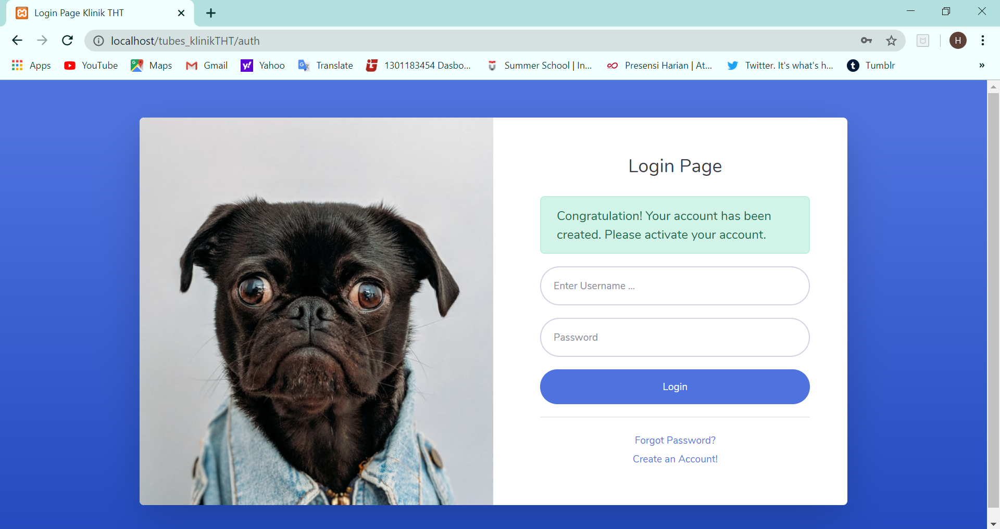 Login Page Klinik THT
localhost/tubes_klinikTHT/auth
H
Apps YouTube Maps Gmail Yahoo Translate 1301183454 Dasbo... Summer School | In... Presensi Harian | At... Twitter. It's what's h... Tumblr »
Login Page
Congratulation! Your account has been
created. Please activate your account.
Enter Username ...
Password
Login
Forgot Password?
Create an Account!